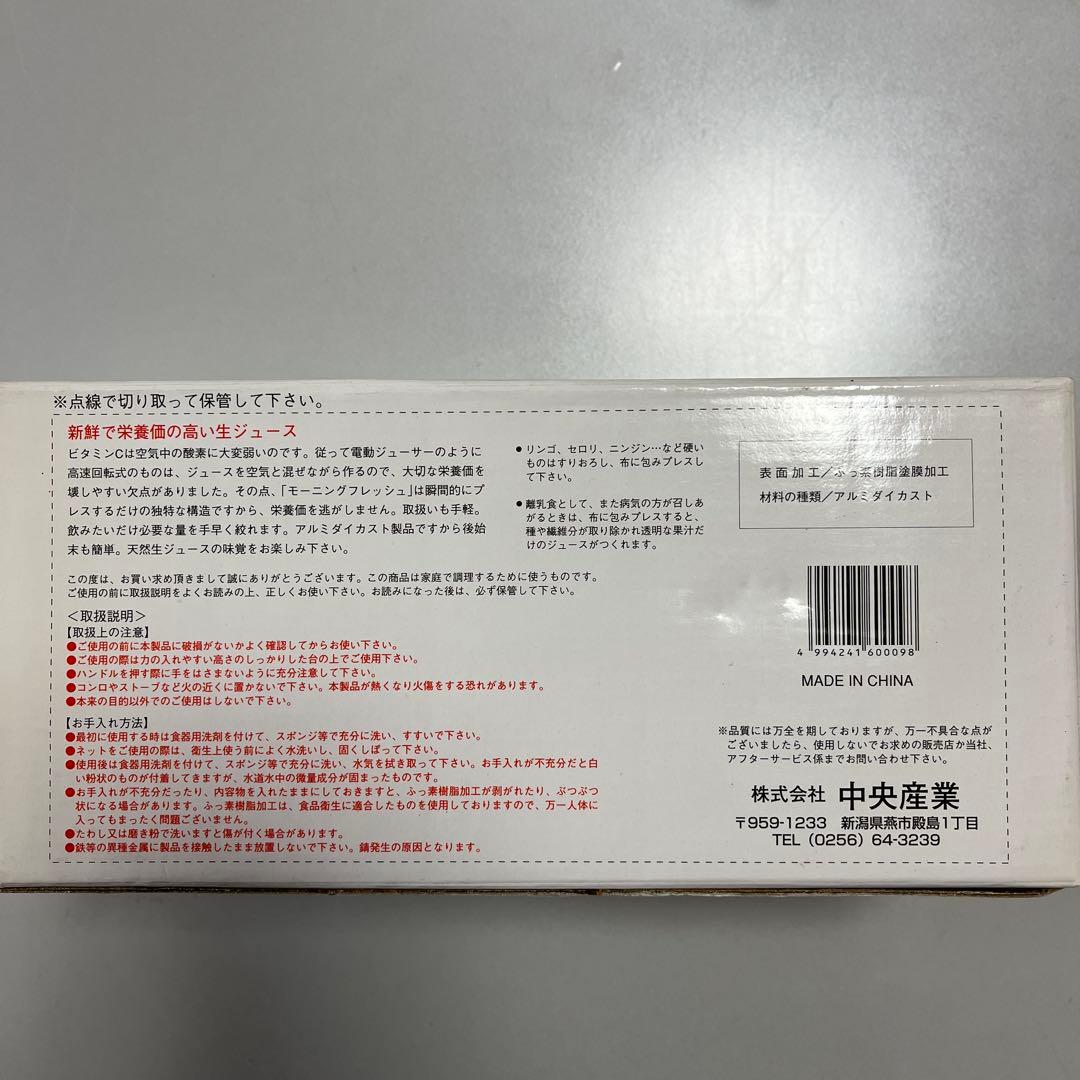 ※点線で切り取って保管して下さい。
新鮮で栄養価の高い生ジュース
ビタミンCは空気中の酸素に大変弱いのです。従って電動ジューサーのように
高速回転式のものは、ジュースを空気と混ぜながら作るので、大切な栄養価を
壊しやすい欠点がありました。その点、「モーニングフレッシュ」は瞬間的にプ
レスするだけの独特な構造ですから、栄養価を逃がしません。取扱いも手軽。
飲みたいだけ必要な量を手早く絞れます。アルミダイカスト製品ですから後始
末も簡単。天然生ジュースの味覚をお楽しみ下さい。
●リンゴ、セロリ、ニンジン…など硬い
ものはすりおろし、布に包みプレスし
て下さい。
●離乳食として、また病気の方が召しあ
がるときは、布に包みプレスすると、
種や繊維分が取り除かれ透明な果汁だ
けのジュースがつくれます。
表面加工／ふっ素樹脂塗膜加工
材料の種類／アルミダイカスト
この度は、お買い求め頂きまして誠にありがとうございます。この商品は家庭で調理するために使うものです。
ご使用の前に取扱説明をよくお読みの上、正しくお使い下さい。お読みになった後は、必ず保管して下さい。
＜取扱説明＞
【取扱上の注意】
●ご使用の前に本製品に破損がないかよく確認してからお使い下さい。
●ご使用の際は力の入れやすい高さのしっかりした台の上でご使用下さい。
●ハンドルを押す際に手をはさまないように充分注意して下さい。
●コンロやストーブなど火の近くに置かないで下さい。本製品が熱くなり火傷をする恐れがあります。
●本来の目的以外でのご使用はしないで下さい。
【お手入れ方法】
●最初に使用する時は食器用洗剤を付けて、スポンジ等で充分に洗い、すすいで下さい。
●ネットをご使用の際は、衛生上使う前によく水洗いし、固くしぼって下さい。
●使用後は食器用洗剤を付けて、スポンジ等で充分に洗い、水気を拭き取って下さい。お手入れが不充分だと白
い粉状のものが付着してきますが、水道水中の微量成分が固まったものです。
●お手入れが不充分だったり、内容物を入れたままにしておきますと、ふっ素樹脂加工が剥がれたり、ぶつぶつ
状になる場合があります。ふっ素樹脂加工は、食品衛生に適合したものを使用しておりますので、万一人体に
入ってもまったく問題ございません。
●たわし又は磨き粉で洗いますと傷が付く場合があります。
●鉄等の異種金属に製品を接触したまま放置しないで下さい。錆発生の原因となります。
4 994241 600098
MADE IN CHINA
※品質には万全を期しておりますが、万一不具合な点が
ございましたら、使用しないでお求めの販売店か当社、
アフターサービス係までお問い合わせ下さい。
株式会社 中央産業
〒959-1233 新潟県燕市殿島1丁目
TEL (0256) 64-3239